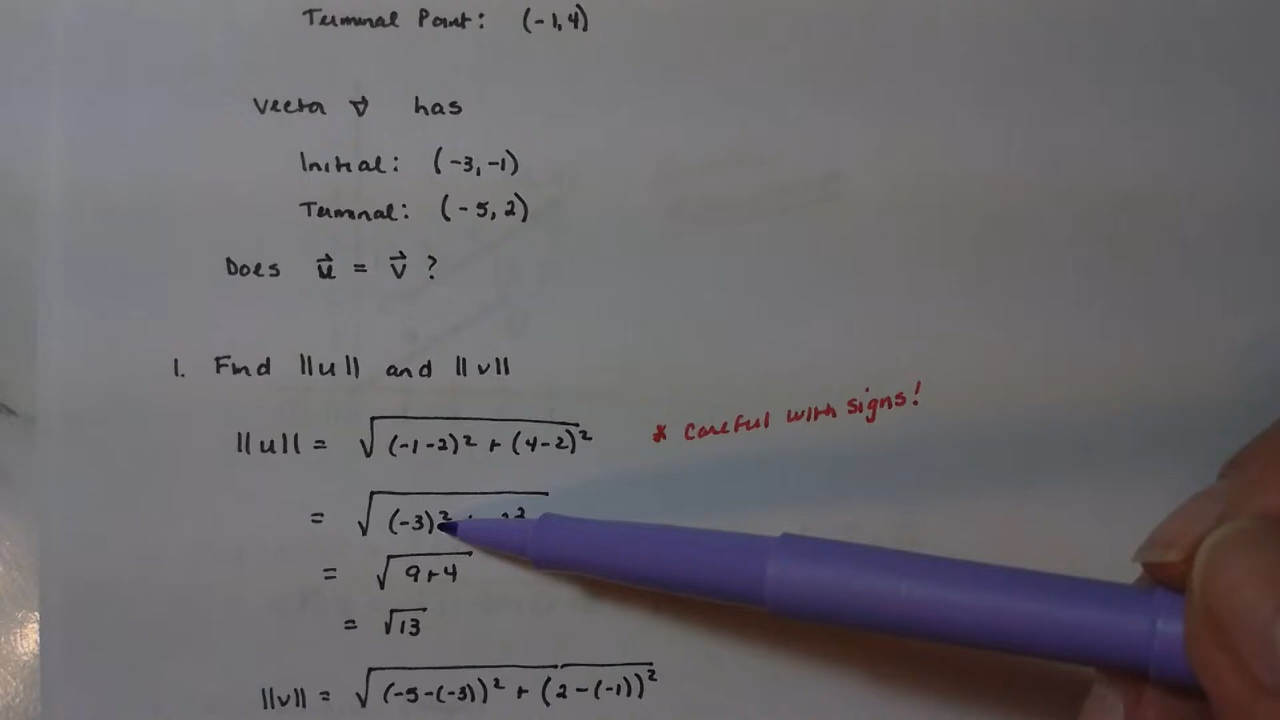 Terminal Point: (-1,4)
Vector v⃗ has
Initial: (-3,-1)
Terminal: (-5,2)
Does u⃗ = v⃗ ?
1. Find ||u|| and ||v||
||u|| = √(-1-2)² + (4-2)² * Careful with signs!
= √(-3)² 2²
= √9+4
= √13
||v|| = √(-5-(-3))² + (2-(-1))²